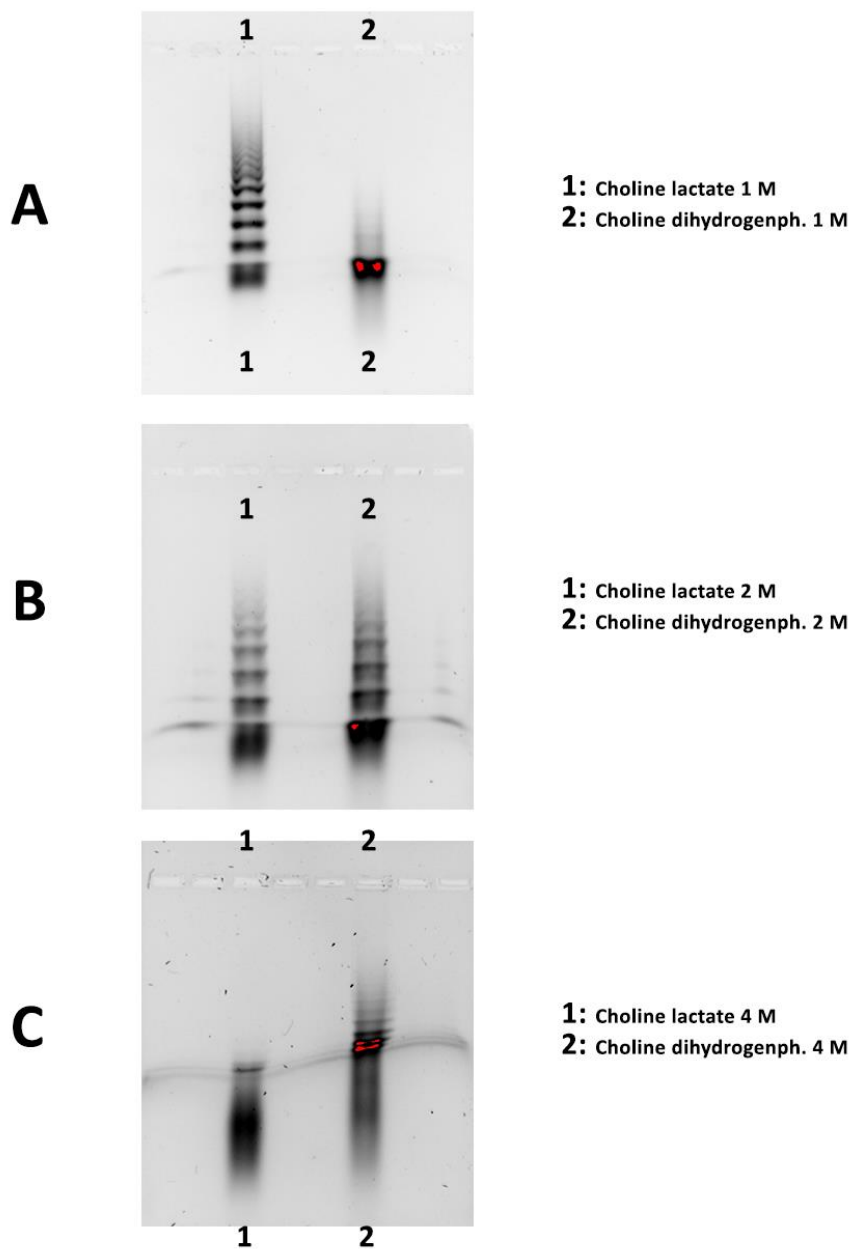 1 2
A
1: Choline lactate 1 M
2: Choline dihydrogenph. 1 M
1 2
1 2
B
1: Choline lactate 2 M
2: Choline dihydrogenph. 2 M
1 2
C
1: Choline lactate 4 M
2: Choline dihydrogenph. 4 M
1 2